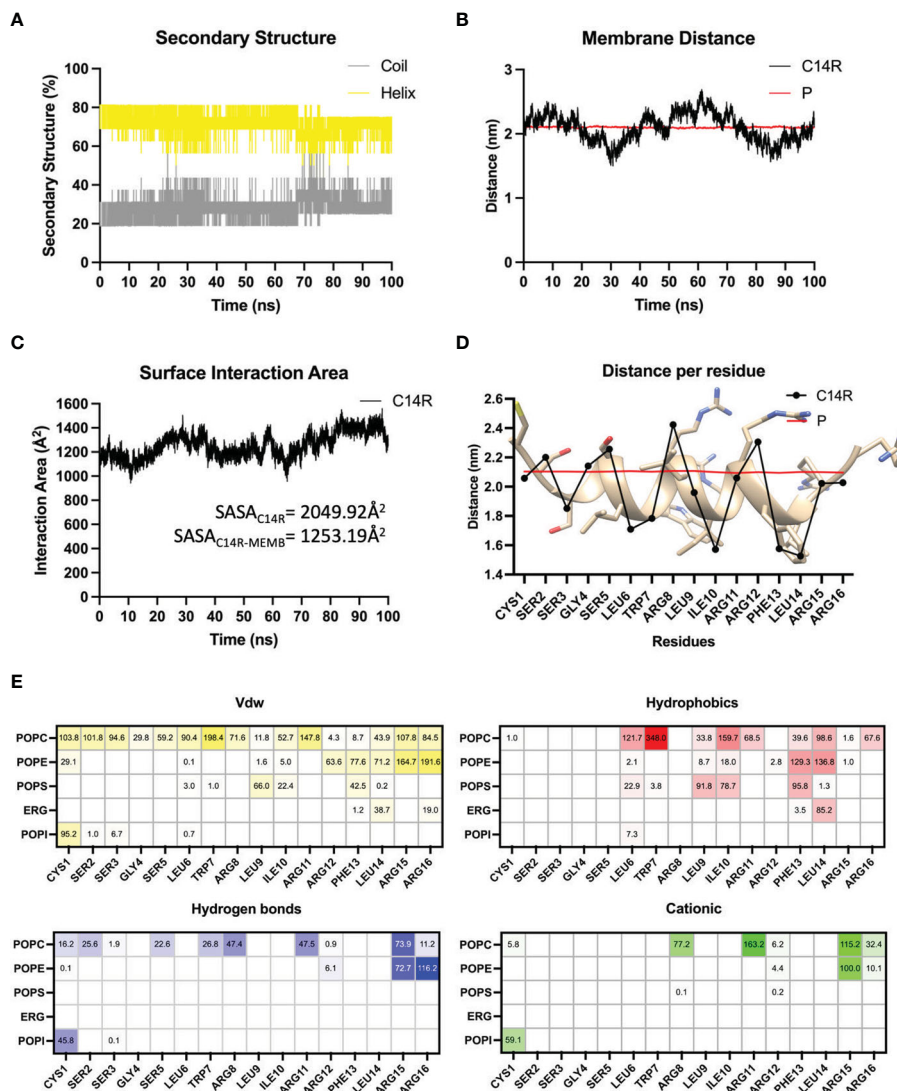 A
Secondary Structure
Coil
Helix
100
80
60
40
20
0
Secondary Structure (%)
0 10 20 30 40 50 60 70 80 90 100
Time (ns)
B
Membrane Distance
C14R
P
3
2
1
0
Distance (nm)
0 10 20 30 40 50 60 70 80 90 100
Time (ns)
C
Surface Interaction Area
C14R
1600
1400
1200
1000
800
600
400
200
0
Interaction Area (Å²)
SASA_C14R= 2049.92Å²
SASA_C14R-MEMB= 1253.19Å²
0 10 20 30 40 50 60 70 80 90 100
Time (ns)
D
Distance per residue
C14R
P
2.6
2.4
2.2
2.0
1.8
1.6
1.4
Distance (nm)
CYS1 SER2 SER3 GLY4 SER5 LEU6 TRP7 ARG8 LEU9 ILE10 ARG11 ARG12 PHE13 LEU14 ARG15 ARG16
Residues
E
Vdw
POPC 103.8 101.8 94.6 29.8 59.2 90.4 198.4 71.6 11.8 52.7 147.8 4.3 8.7 43.9 107.8 84.5
POPE 29.1 0.1 1.6 5.0 63.6 77.6 71.2 164.7 191.6
POPS 3.0 1.0 66.0 22.4 42.5 0.2
ERG 1.2 38.7 19.0
POPI 95.2 1.0 6.7 0.7
CYS1 SER2 SER3 GLY4 SER5 LEU6 TRP7 ARG8 LEU9 ILE10 ARG11 ARG12 PHE13 LEU14 ARG15 ARG16
Hydrophobics
POPC 1.0 121.7 348.0 33.8 159.7 68.5 39.6 98.6 1.6 67.6
POPE 2.1 8.7 18.0 2.8 129.3 136.8 1.0
POPS 22.9 3.8 91.8 78.7 95.8 1.3
ERG 3.5 85.2
POPI 7.3
CYS1 SER2 SER3 GLY4 SER5 LEU6 TRP7 ARG8 LEU9 ILE10 ARG11 ARG12 PHE13 LEU14 ARG15 ARG16
Hydrogen bonds
POPC 16.2 25.6 1.9 22.6 26.8 47.4 47.5 0.9 73.9 11.2
POPE 0.1 6.1 72.7 116.2
POPS
ERG
POPI 45.8 0.1
CYS1 SER2 SER3 GLY4 SER5 LEU6 TRP7 ARG8 LEU9 ILE10 ARG11 ARG12 PHE13 LEU14 ARG15 ARG16
Cationic
POPC 5.8 77.2 163.2 6.2 115.2 32.4
POPE 4.4 100.0 10.1
POPS 0.1 0.2
ERG
POPI 59.1
CYS1 SER2 SER3 GLY4 SER5 LEU6 TRP7 ARG8 LEU9 ILE10 ARG11 ARG12 PHE13 LEU14 ARG15 ARG16